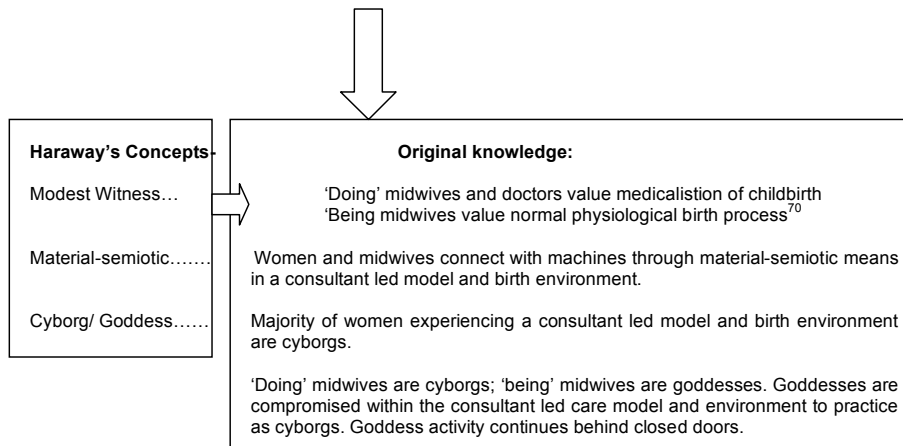 Haraway's Concepts-
Modest Witness…
Material-semiotic…….
Cyborg/ Goddess……
Original knowledge:
'Doing' midwives and doctors value medicalistion of childbirth
'Being midwives value normal physiological birth process70
Women and midwives connect with machines through material-semiotic means
in a consultant led model and birth environment.
Majority of women experiencing a consultant led model and birth environment
are cyborgs.
'Doing' midwives are cyborgs; 'being' midwives are goddesses. Goddesses are
compromised within the consultant led care model and environment to practice
as cyborgs. Goddess activity continues behind closed doors.